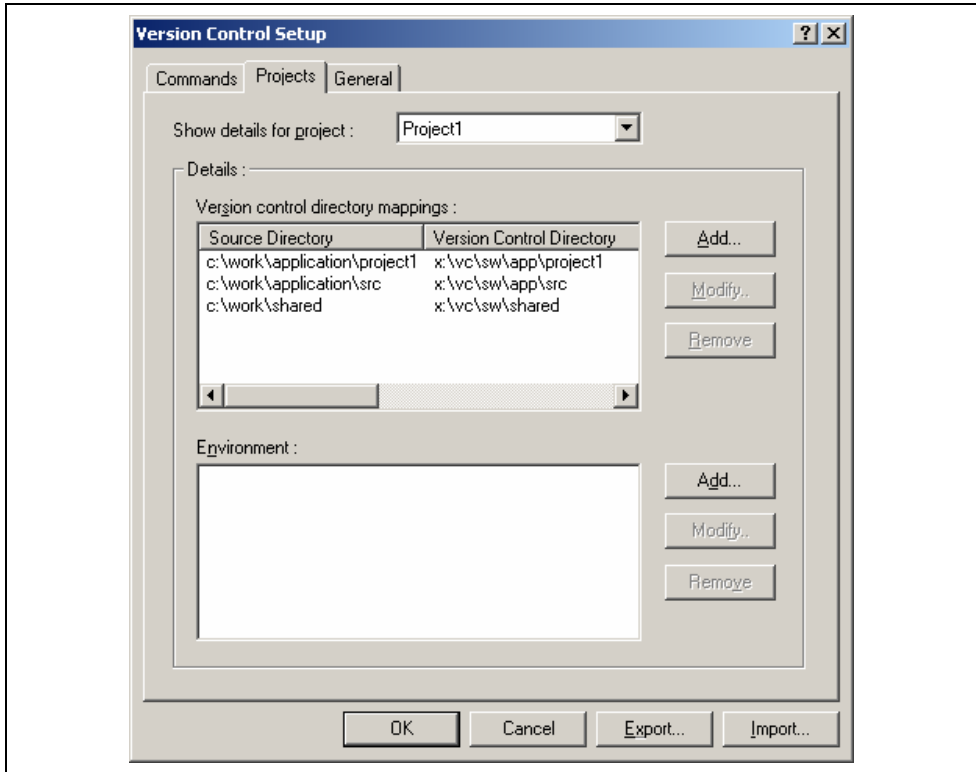 Version Control Setup
Commands Projects General
Show details for project : Project1
Details :
Version control directory mappings :
Source Directory Version Control Directory
c:\work\application\project1 x:\vc\sw\app\project1
c:\work\application\src x:\vc\sw\app\src
c:\work\shared x:\vc\sw\shared
Add...
Modify..
Remove
Environment :
Add...
Modify..
Remove
OK Cancel Export... Import...